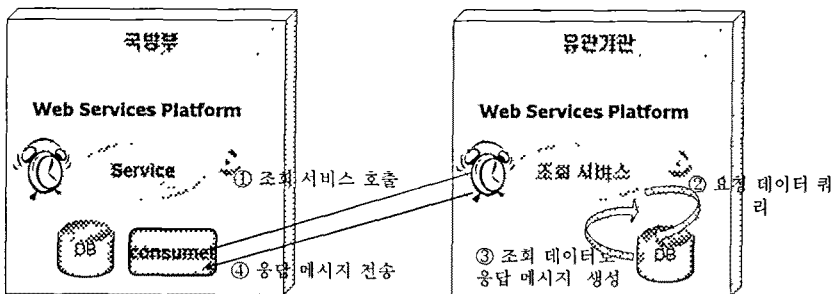 국방부
유관기관
Web Services Platform
Web Services Platform
Service
조회 서비스
① 조회 서비스 호출
② 요청 데이터 쿼
리
DB
consumer
④ 응답 메시지 전송
③ 조회 데이터로
응답 메시지 생성
DB